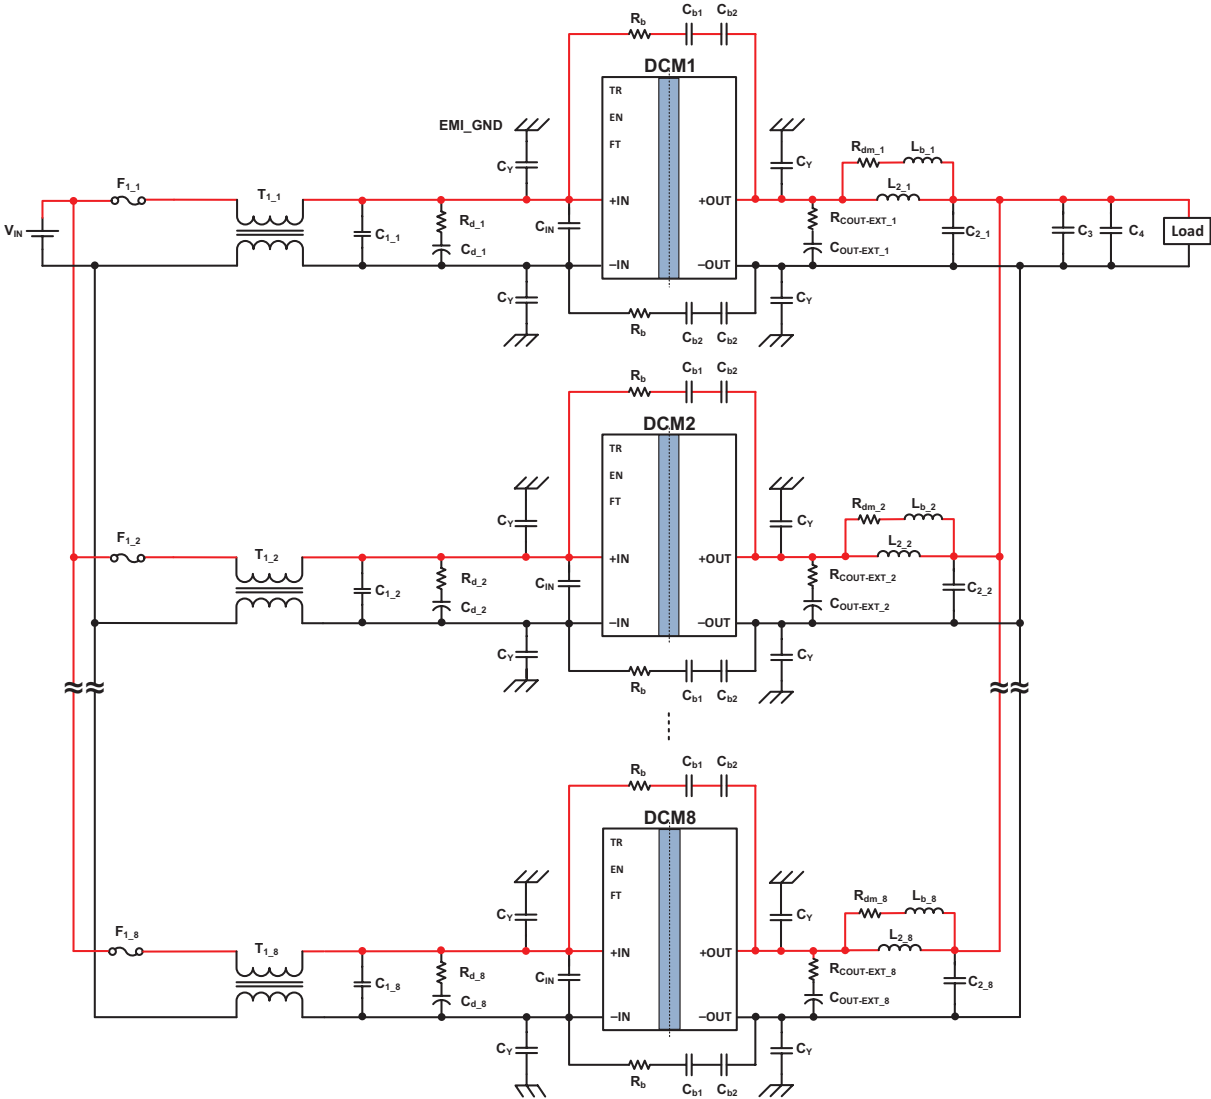 Rb Cb1 Cb2
DCM1
TR
EN
FT
EMI_GND
CY CY
Rdm_1 Lb_1
F1_1 T1_1 L2_1
VIN
+IN +OUT
C1_1 Rd_1 Cd_1 CIN RCOUT-EXT_1 COUT-EXT_1 C2_1 C3 C4 Load
–IN –OUT
CY CY
Rb Cb2 Cb2
Rb Cb1 Cb2
DCM2
TR
EN
FT
CY CY
Rdm_2 Lb_2
F1_2 T1_2 L2_2
+IN +OUT
C1_2 Rd_2 Cd_2 CIN RCOUT-EXT_2 COUT-EXT_2 C2_2
–IN –OUT
CY CY
Rb Cb1 Cb2
Rb Cb1 Cb2
DCM8
TR
EN
FT
CY CY
Rdm_8 Lb_8
F1_8 T1_8 L2_8
+IN +OUT
C1_8 Rd_8 Cd_8 CIN RCOUT-EXT_8 COUT-EXT_8 C2_8
–IN –OUT
CY CY
Rb Cb1 Cb2